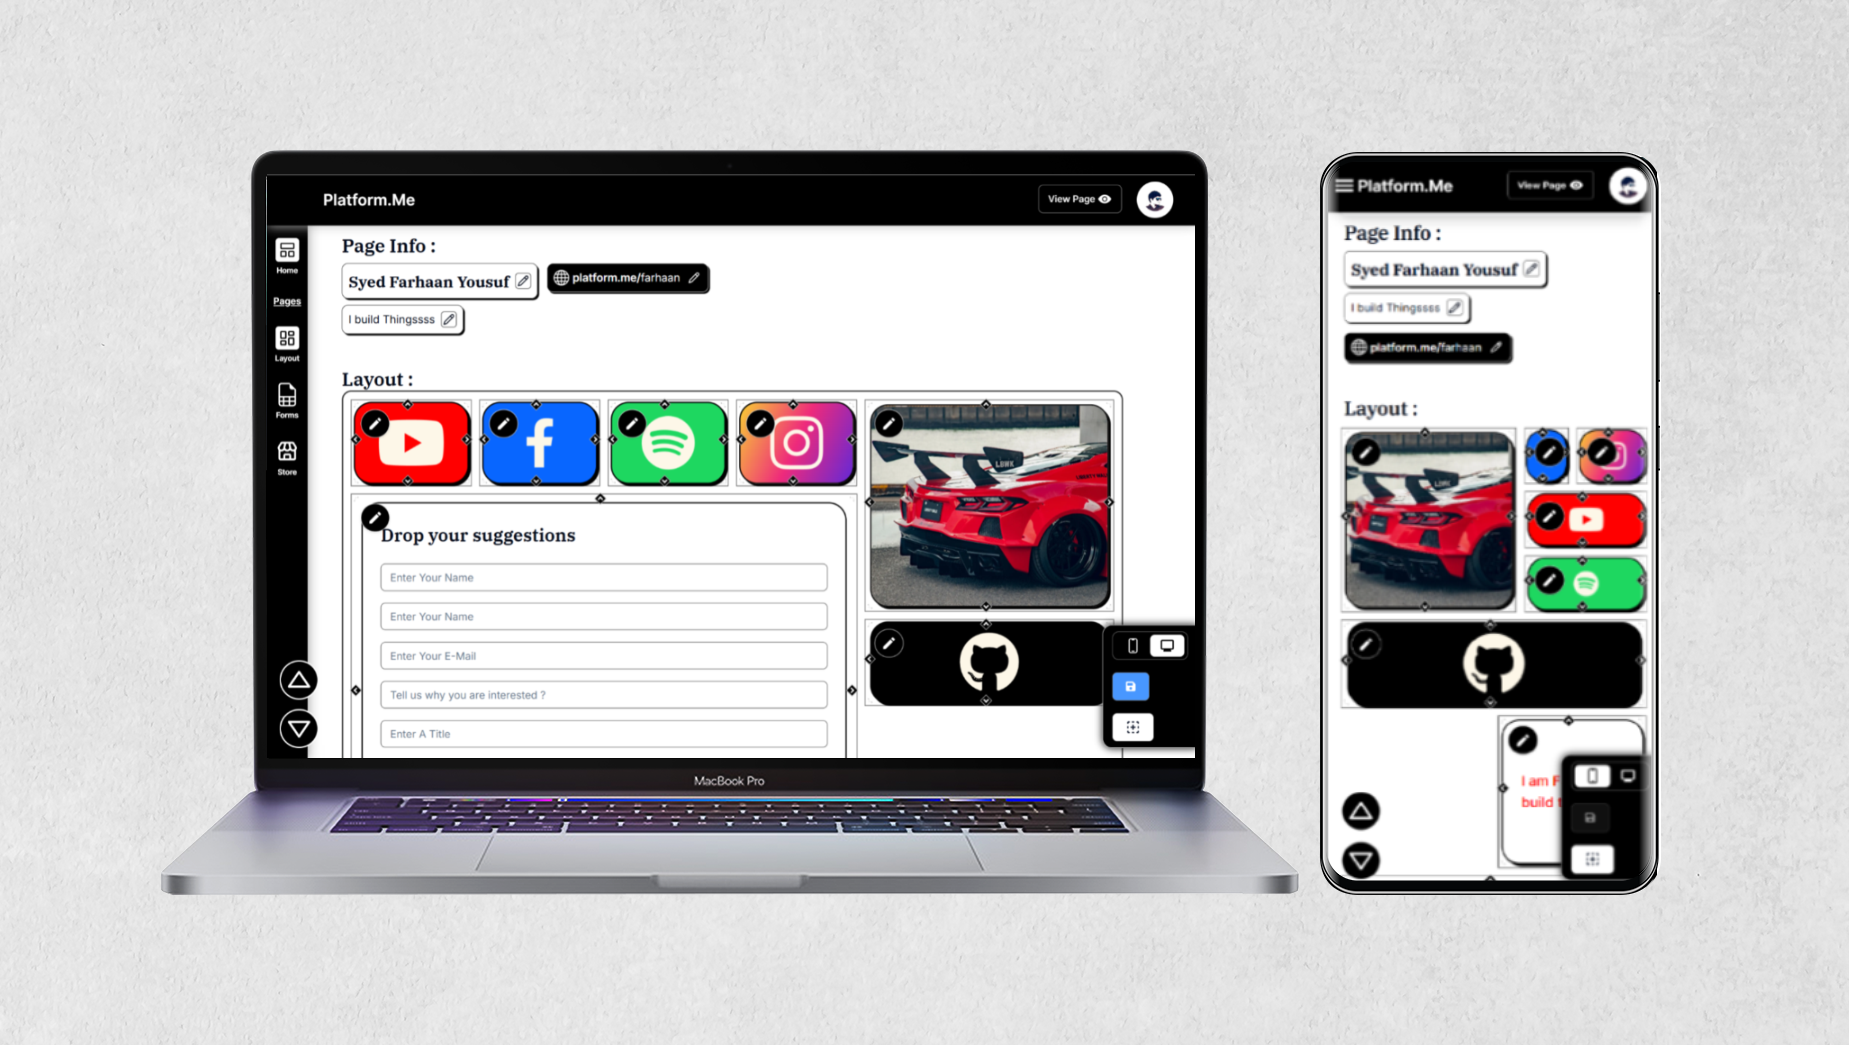 Platform.Me
View Page
Home
Pages
Layout
Forms
Store
Page Info :
Syed Farhaan Yousuf
platform.me/farhaan
I build Thingssss
Layout :
Drop your suggestions
Enter Your Name
Enter Your Name
Enter Your E-Mail
Tell us why you are interested ?
Enter A Title
LBWK
MacBook Pro
Platform.Me
View Page
Page Info :
Syed Farhaan Yousuf
I build Thingssss
platform.me/farhaan
Layout :
LBWK
I am F
build t